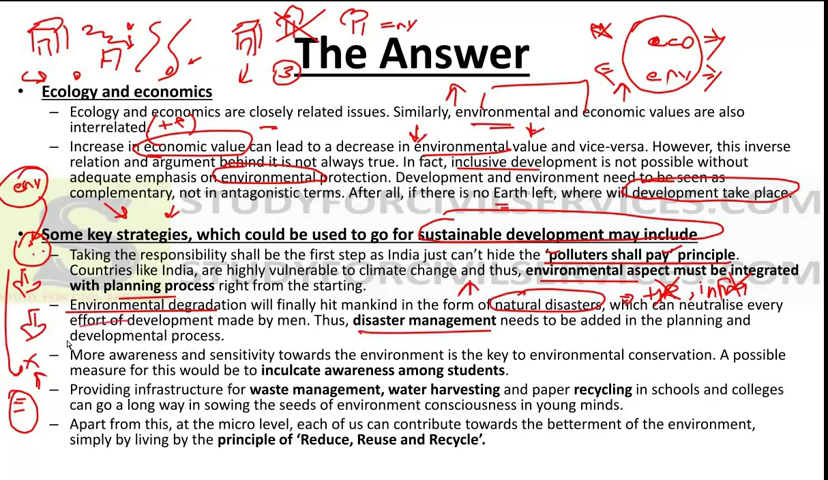 = ny
③
The Answer
eco
env
• Ecology and economics
– Ecology and economics are closely related issues. Similarly, environmental and economic values are also
interrelated.
(+ve)
– Increase in economic value can lead to a decrease in environmental value and vice-versa. However, this inverse
relation and argument behind it is not always true. In fact, inclusive development is not possible without
adequate emphasis on environmental protection. Development and environment need to be seen as
complementary, not in antagonistic terms. After all, if there is no Earth left, where will development take place.
env
STUDYFORCIVILSERVICES.COM
• Some key strategies, which could be used to go for sustainable development may include
– Taking the responsibility shall be the first step as India just can’t hide the ‘polluters shall pay’ principle.
Countries like India, are highly vulnerable to climate change and thus, environmental aspect must be integrated
with planning process right from the starting.
– Environmental degradation will finally hit mankind in the form of natural disasters, which can neutralise every
effort of development made by men. Thus, disaster management needs to be added in the planning and
developmental process.
– More awareness and sensitivity towards the environment is the key to environmental conservation. A possible
measure for this would be to inculcate awareness among students.
– Providing infrastructure for waste management, water harvesting and paper recycling in schools and colleges
can go a long way in sowing the seeds of environment consciousness in young minds.
– Apart from this, at the micro level, each of us can contribute towards the betterment of the environment,
simply by living by the principle of ‘Reduce, Reuse and Recycle’.